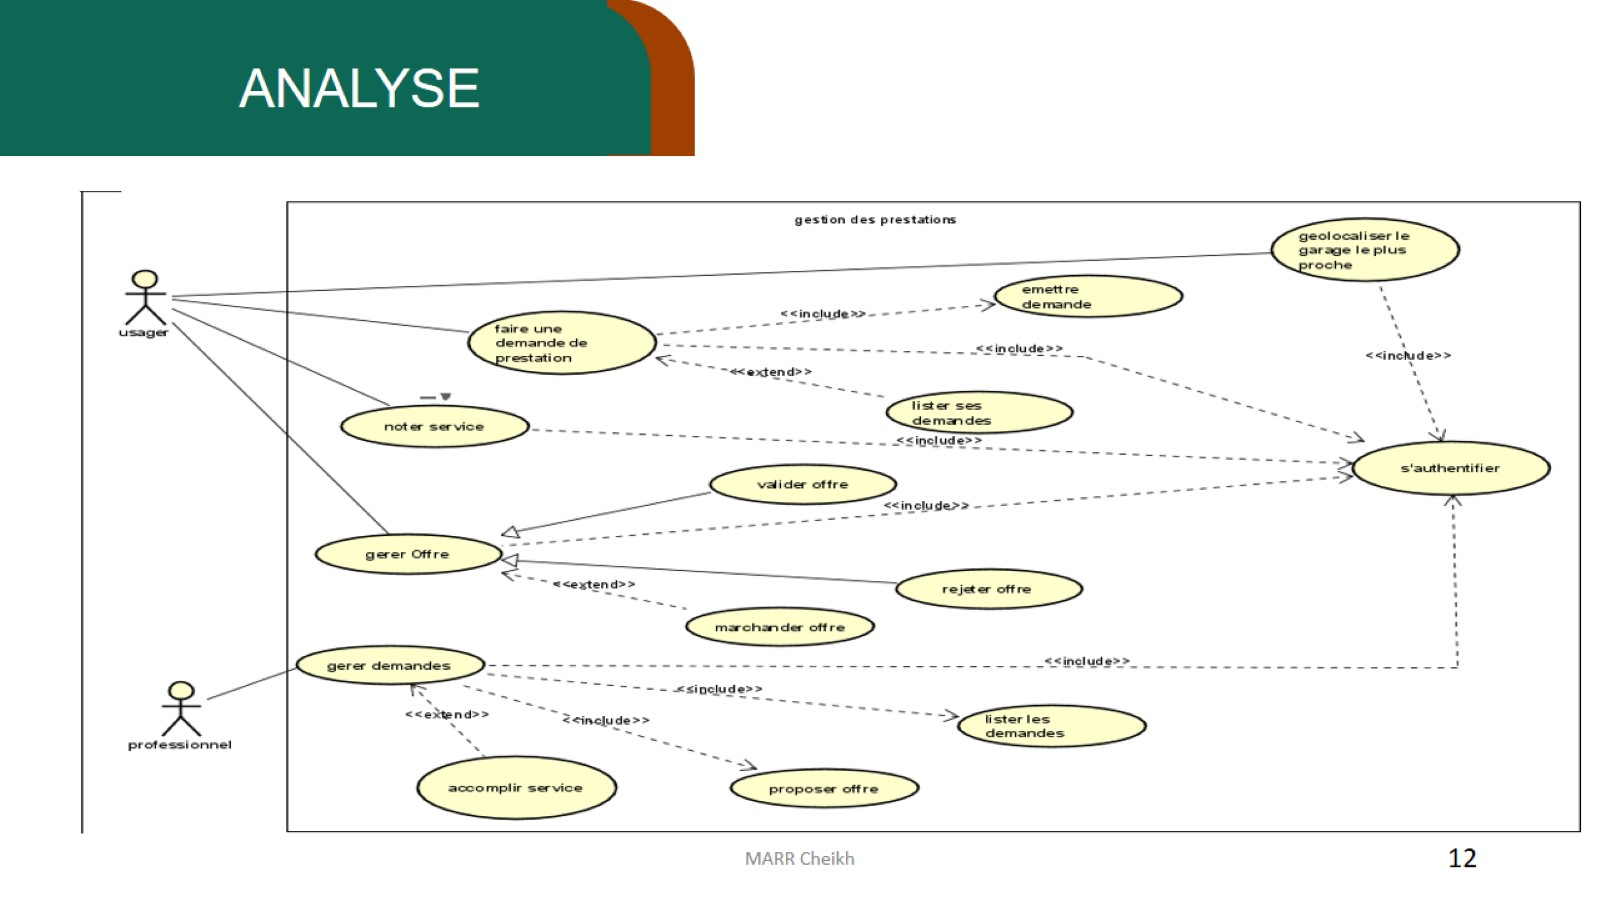 ANALYSE
gestion des prestations
geolocaliser le
garage le plus
proche
emettre
demande
<<include>>
usager
faire une
demande de
prestation
<<include>>
<<include>>
<<extend>>
lister ses
demandes
noter service
<<include>>
s'authentifier
valider offre
<<include>>
gerer Offre
<<extend>>
rejeter offre
marchander offre
gerer demandes
<<include>>
<<include>>
<<extend>>
<<include>>
lister les
demandes
professionnel
accomplir service
proposer offre
MARR Cheikh
12